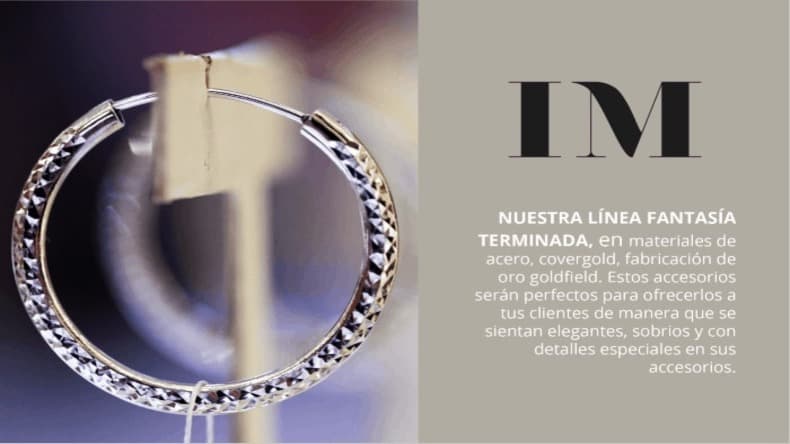 IM
NUESTRA LÍNEA FANTASÍA
TERMINADA, en materiales de
acero, covergold, fabricación de
oro goldfield. Estos accesorios
serán perfectos para ofrecerlos a
tus clientes de manera que se
sientan elegantes, sobrios y con
detalles especiales en sus
accesorios.